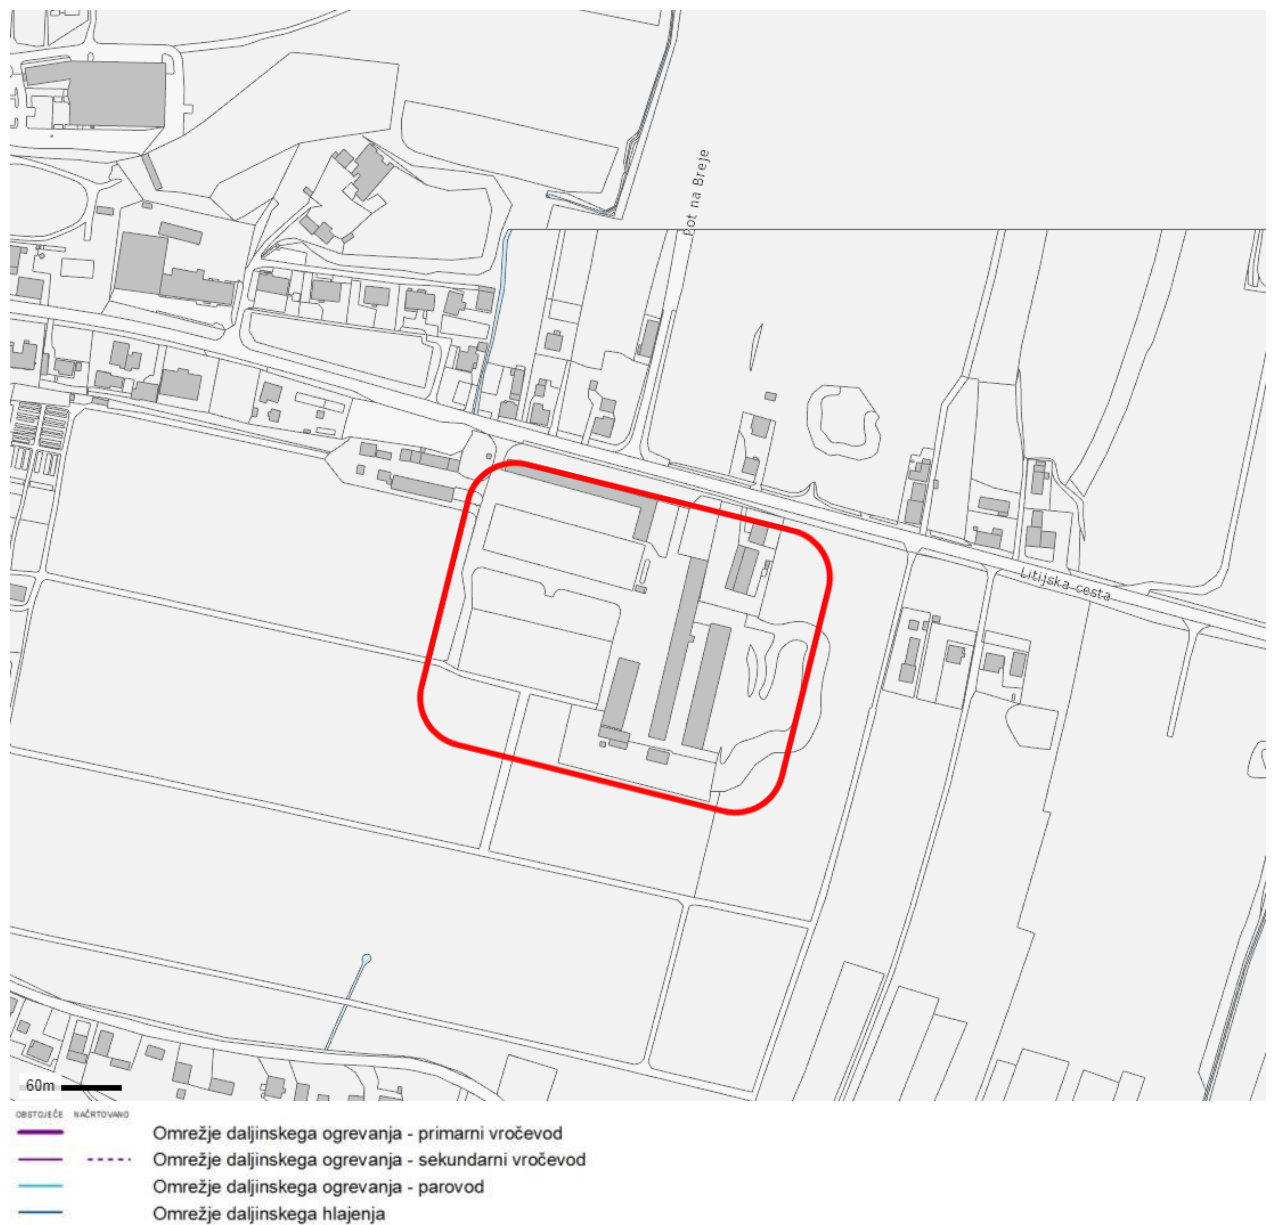 pot na Breje
Litijska cesta
60m
OBSTOJEČE NAČRTOVANO
Omrežje daljinskega ogrevanja - primarni vročevod
Omrežje daljinskega ogrevanja - sekundarni vročevod
Omrežje daljinskega ogrevanja - parovod
Omrežje daljinskega hlajenja